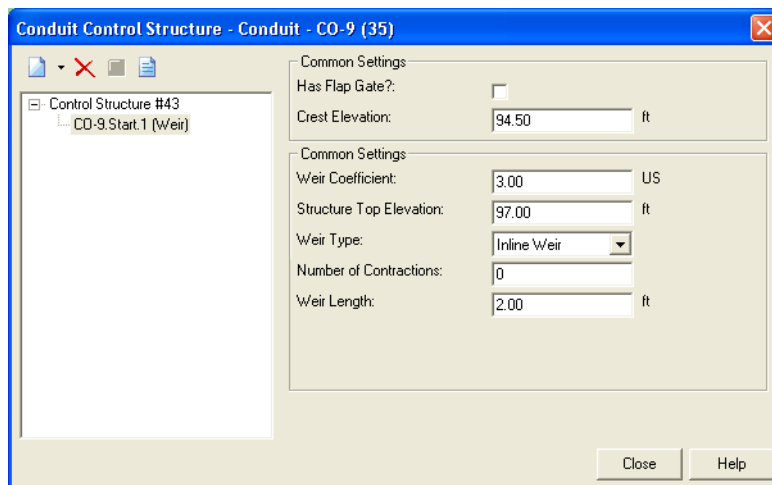 Conduit Control Structure - Conduit - CO-9 (35)
Control Structure #43
CO-9.Start.1 (Weir)
Common Settings
Has Flap Gate?:
Crest Elevation: 94.50 ft
Common Settings
Weir Coefficient: 3.00 US
Structure Top Elevation: 97.00 ft
Weir Type: Inline Weir
Number of Contractions: 0
Weir Length: 2.00 ft
Close Help